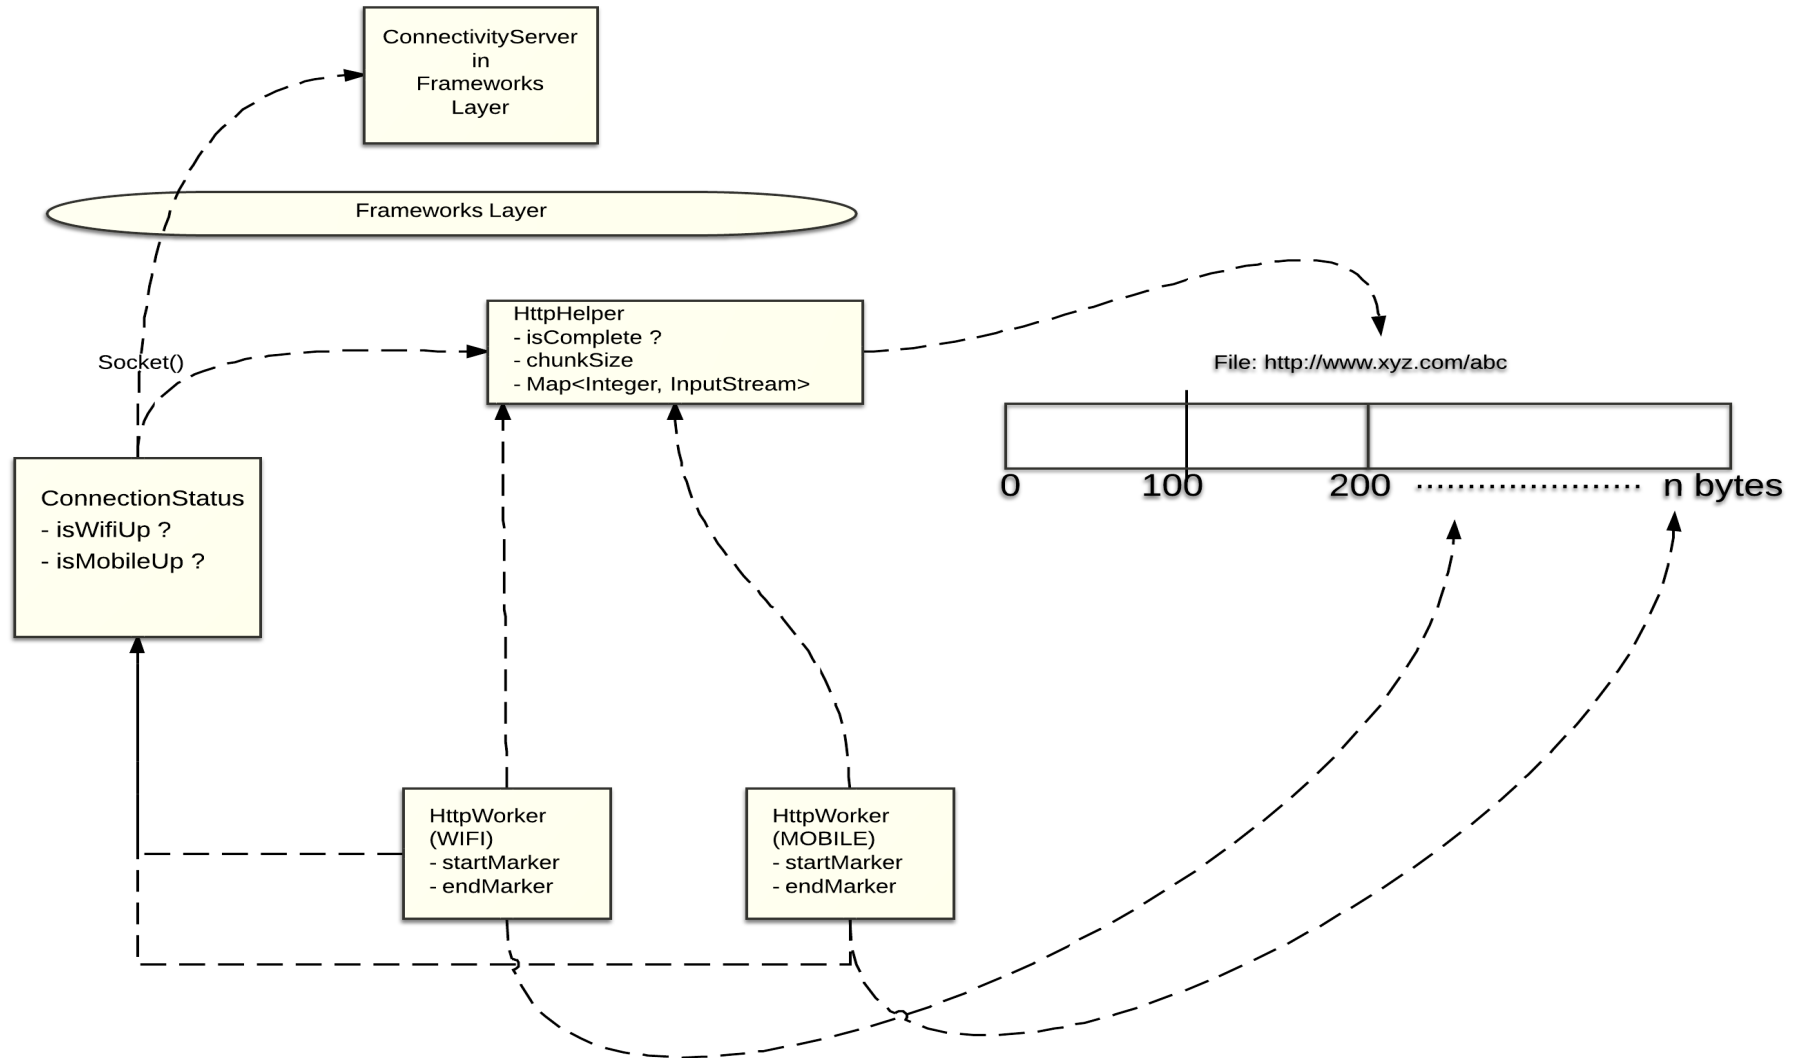 ConnectivityServer
in
Frameworks
Layer
Frameworks Layer
HttpHelper
- isComplete ?
- chunkSize
- Map<Integer, InputStream>
Socket()
File: http://www.xyz.com/abc
0 100 200 ........................ n bytes
ConnectionStatus
- isWifiUp ?
- isMobileUp ?
HttpWorker
(WIFI)
- startMarker
- endMarker
HttpWorker
(MOBILE)
- startMarker
- endMarker